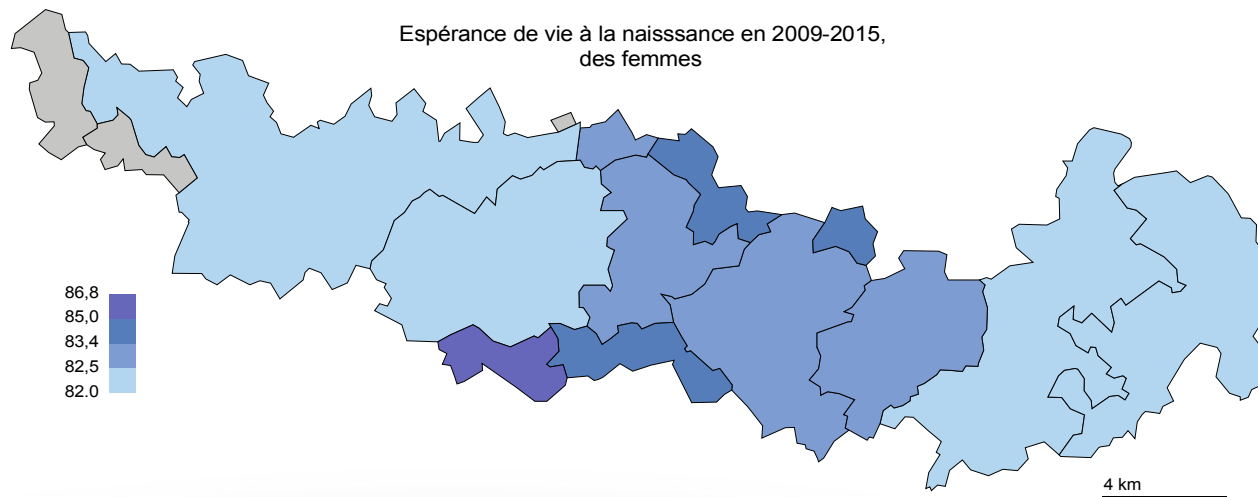 Espérance de vie à la naisssance en 2009-2015,
des femmes
86,8
85,0
83,4
82,5
82.0
4 km